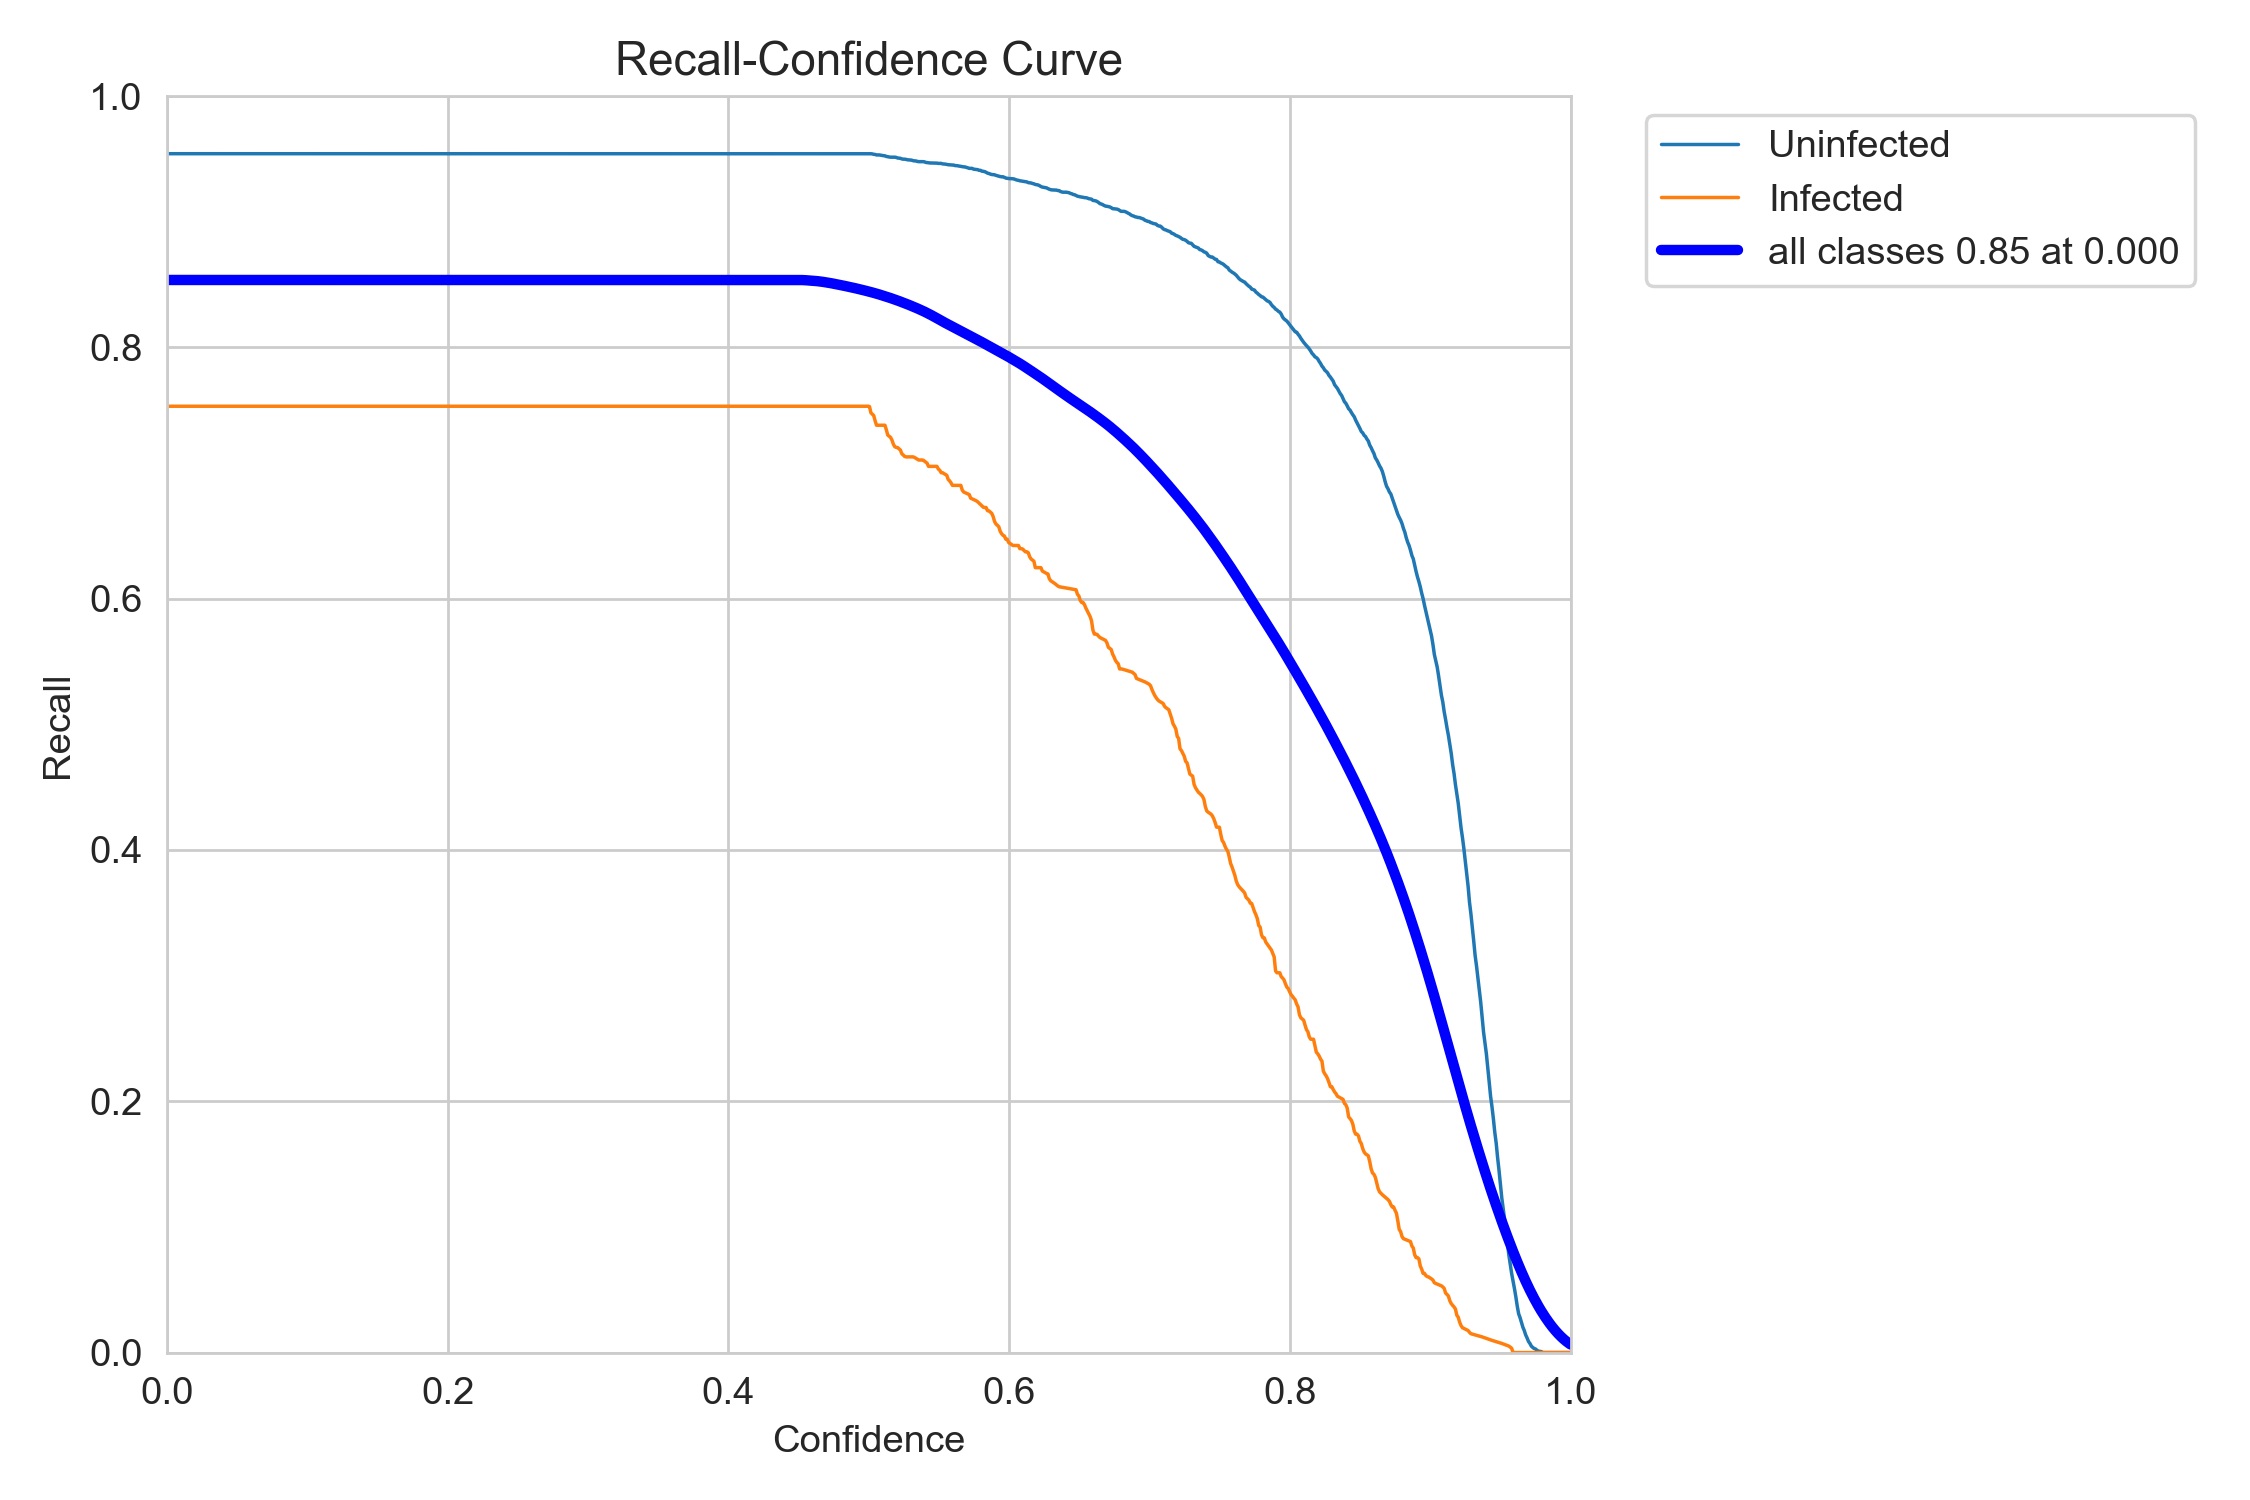 Recall-Confidence Curve
1.0
0.8
0.6
0.4
0.2
0.0
Recall
0.0 0.2 0.4 0.6 0.8 1.0
Confidence
Uninfected
Infected
all classes 0.85 at 0.000